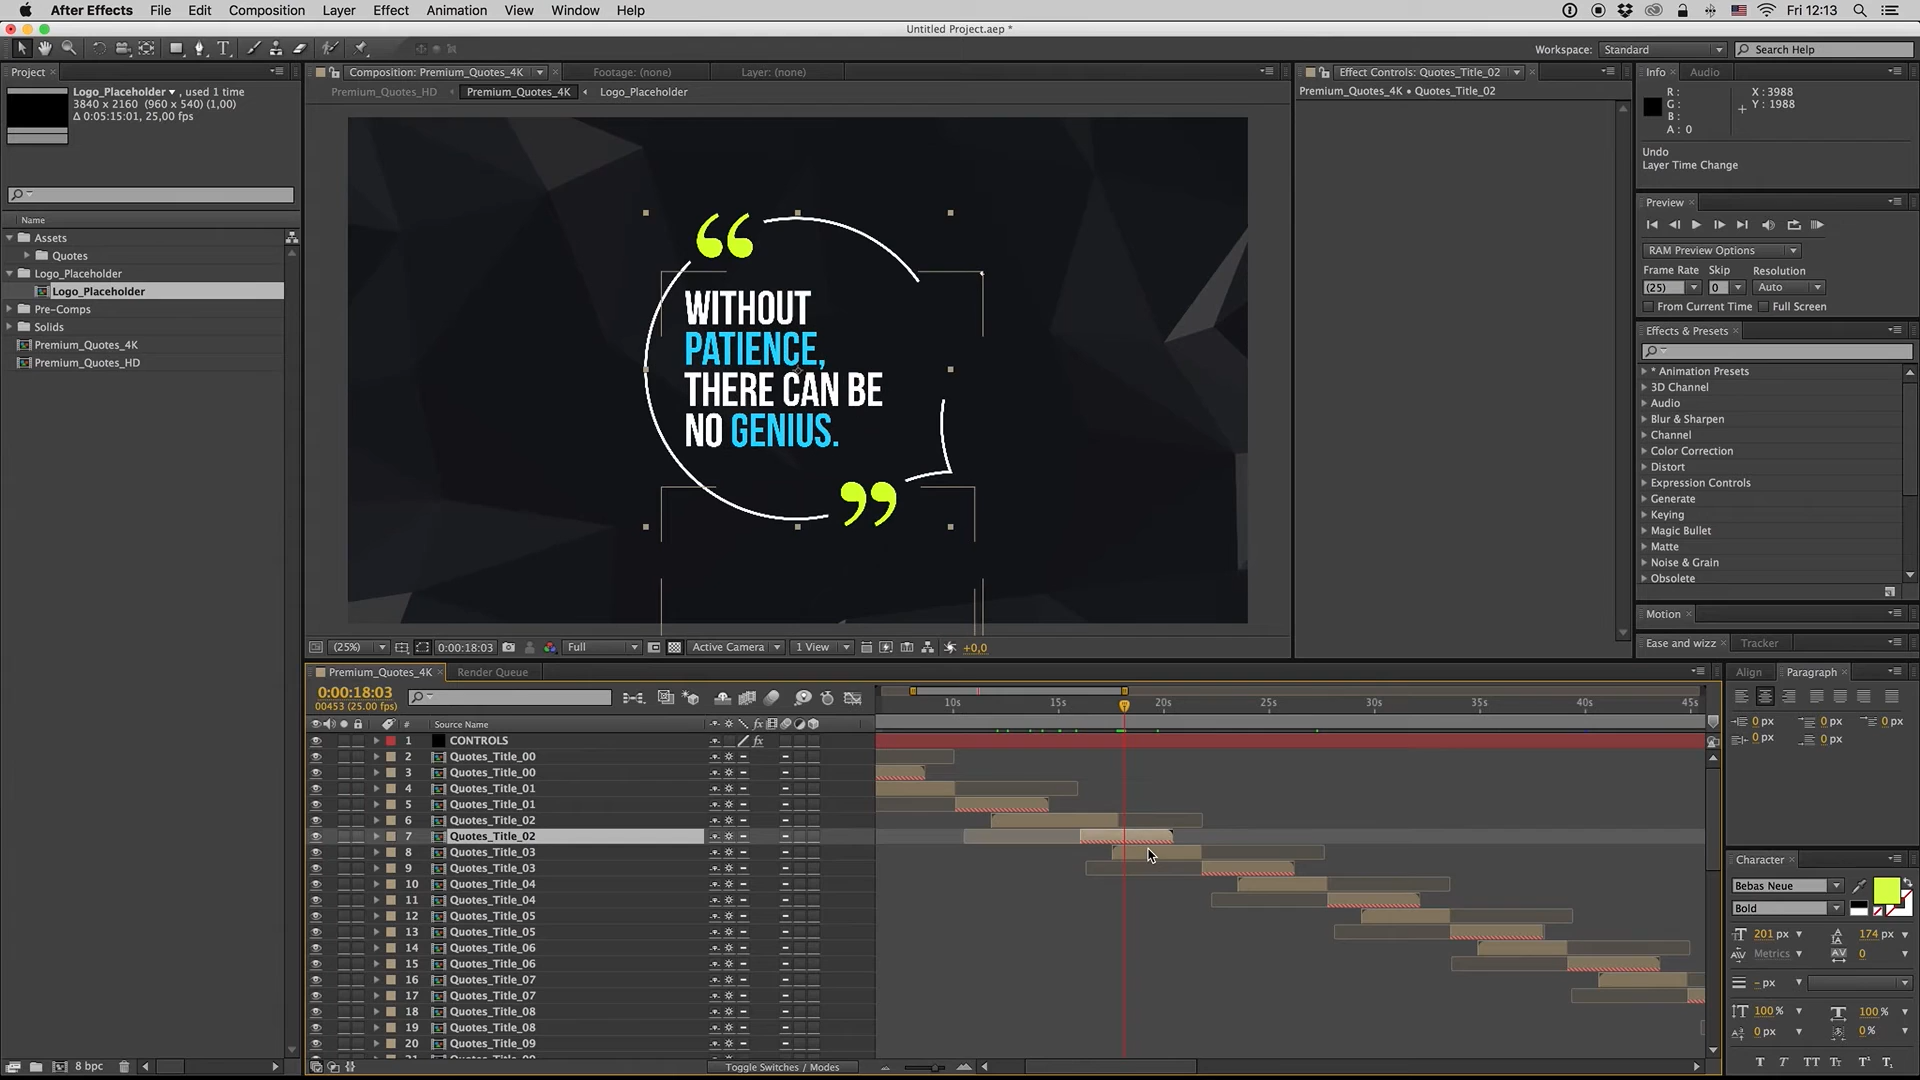 After Effects File Edit Composition Layer Effect Animation View Window Help Fri 12:13
Untitled Project.aep *
Workspace: Standard Search Help
Project
Logo_Placeholder , used 1 time
3840 x 2160 (960 x 540) (1,00)
Δ 0:05:15:01, 25,00 fps
Name
Assets
Quotes
Logo_Placeholder
Logo_Placeholder
Pre-Comps
Solids
Premium_Quotes_4K
Premium_Quotes_HD
8 bpc
Composition: Premium_Quotes_4K Footage: (none) Layer: (none)
Premium_Quotes_HD Premium_Quotes_4K Logo_Placeholder
“
WITHOUT
PATIENCE,
THERE CAN BE
NO GENIUS.
”
(25%) 0:00:18:03 Full Active Camera 1 View +0,0
Effect Controls: Quotes_Title_02
Premium_Quotes_4K • Quotes_Title_02
Info Audio
R: X: 3988
G: Y: 1988
B:
A: 0
Undo
Layer Time Change
Preview
RAM Preview Options
Frame Rate Skip Resolution
(25) 0 Auto
From Current Time Full Screen
Effects & Presets
* Animation Presets
3D Channel
Audio
Blur & Sharpen
Channel
Color Correction
Distort
Expression Controls
Generate
Keying
Magic Bullet
Matte
Noise & Grain
Obsolete
Motion
Ease and wizz Tracker
Premium_Quotes_4K Render Queue
0:00:18:03
00453 (25.00 fps)
10s 15s 20s 25s 30s 35s 40s 45s
# Source Name fx
1 CONTROLS fx
2 Quotes_Title_00
3 Quotes_Title_00
4 Quotes_Title_01
5 Quotes_Title_01
6 Quotes_Title_02
7 Quotes_Title_02
8 Quotes_Title_03
9 Quotes_Title_03
10 Quotes_Title_04
11 Quotes_Title_04
12 Quotes_Title_05
13 Quotes_Title_05
14 Quotes_Title_06
15 Quotes_Title_06
16 Quotes_Title_07
17 Quotes_Title_07
18 Quotes_Title_08
19 Quotes_Title_08
20 Quotes_Title_09
Toggle Switches / Modes
Align Paragraph
0 px 0 px 0 px
0 px 0 px
Character
Bebas Neue
Bold
201 px 174 px
Metrics 0
- px
100% 100%
0 px 0%
T T TT Tr T¹ T₁